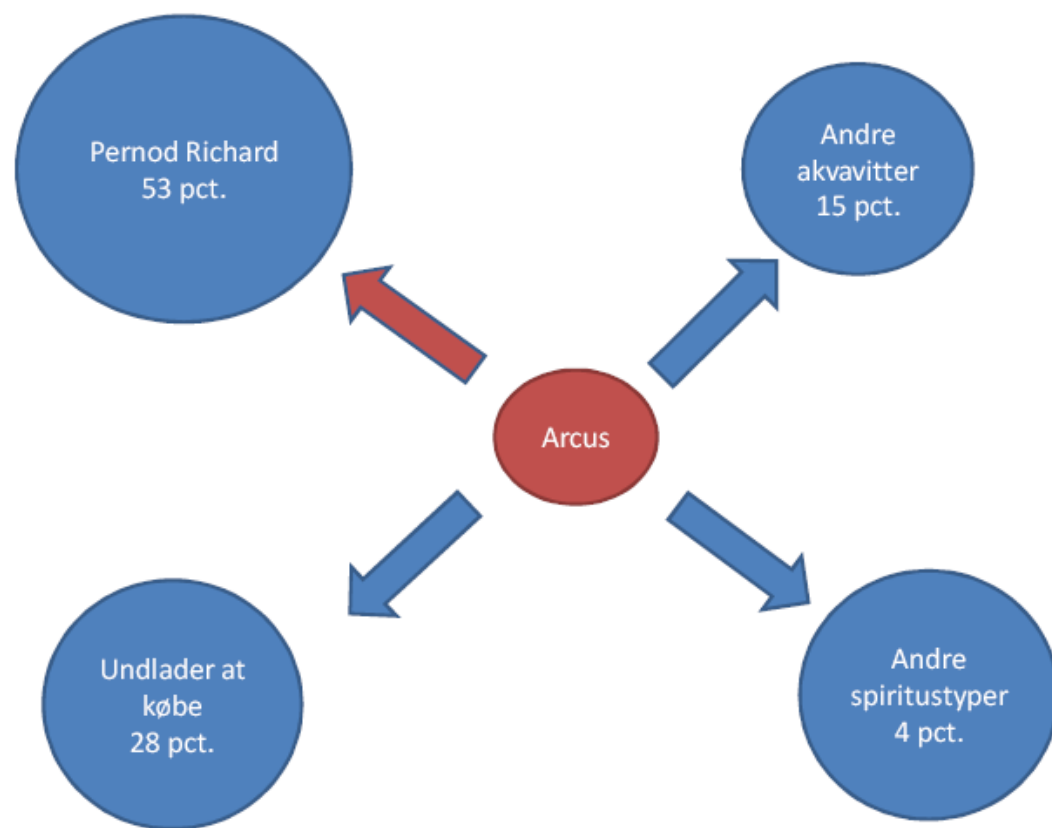 Pernod Richard
53 pct.
Andre
akvavitter
15 pct.
Arcus
Undlader at
købe
28 pct.
Andre
spiritustyper
4 pct.